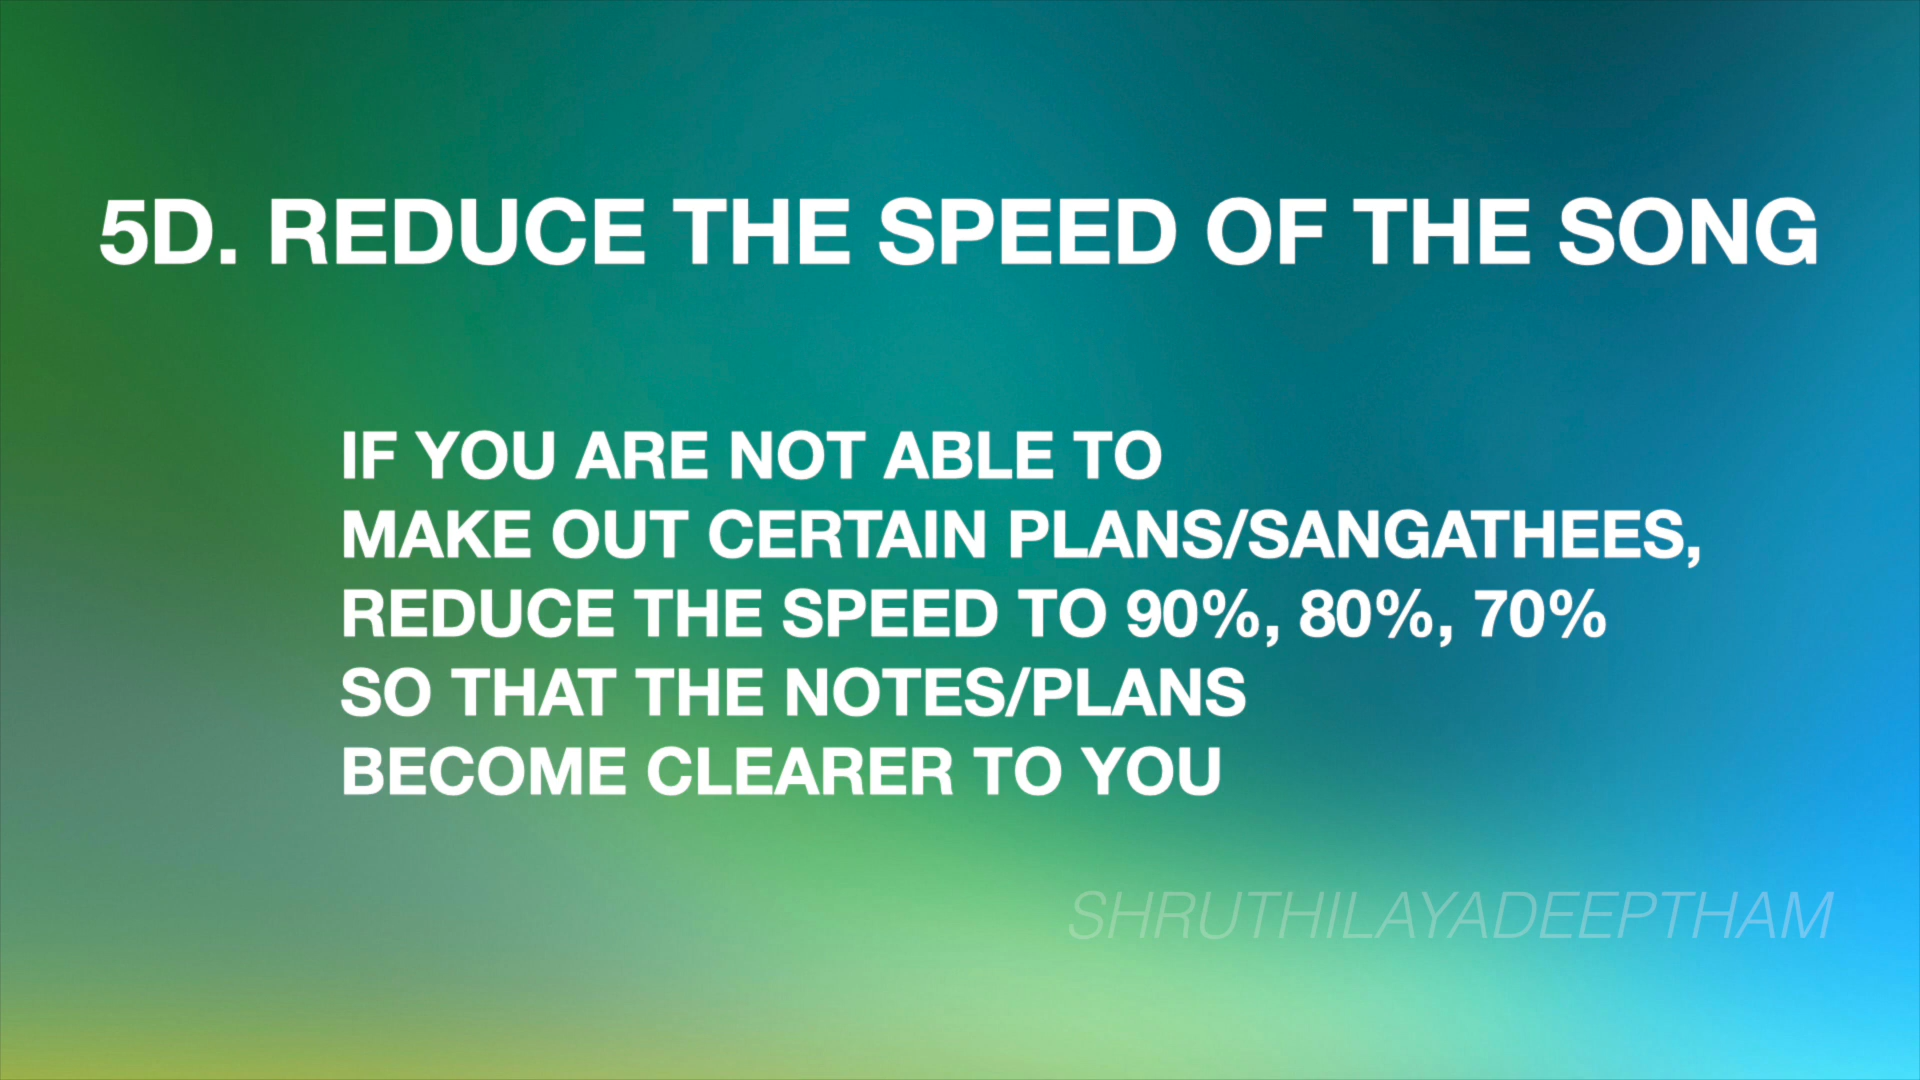 5D. REDUCE THE SPEED OF THE SONG
IF YOU ARE NOT ABLE TO
MAKE OUT CERTAIN PLANS/SANGATHEES,
REDUCE THE SPEED TO 90%, 80%, 70%
SO THAT THE NOTES/PLANS
BECOME CLEARER TO YOU
SHRUTHILAYADEEPTHAM